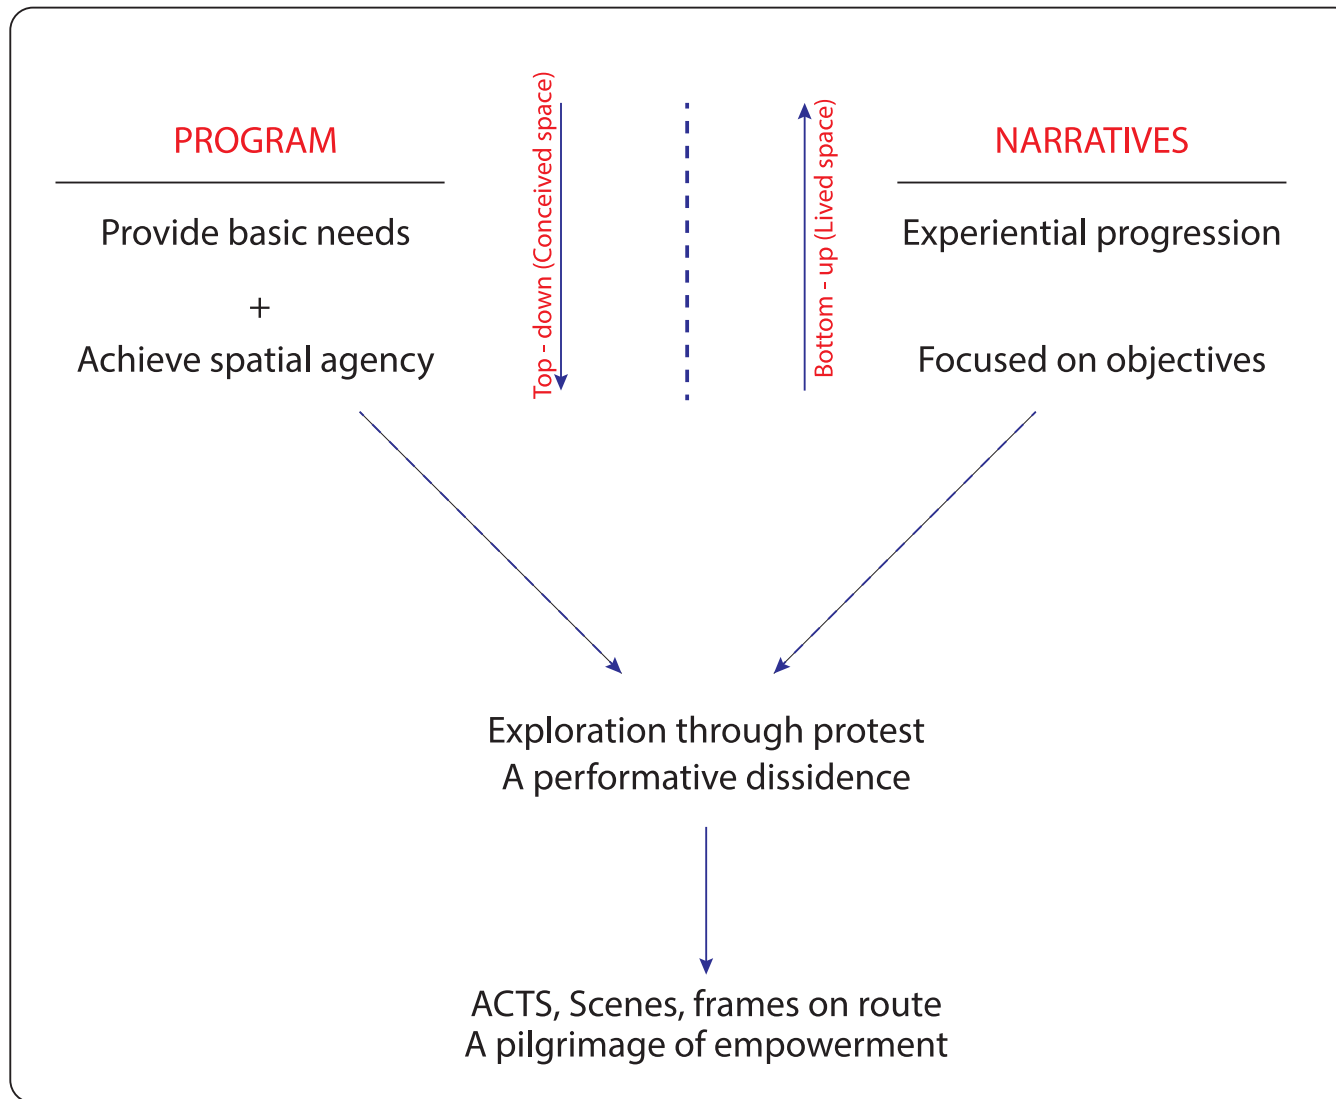 PROGRAM
Provide basic needs
+
Achieve spatial agency
Top - down (Conceived space)
Bottom - up (Lived space)
NARRATIVES
Experiential progression
Focused on objectives
Exploration through protest
A performative dissidence
ACTS, Scenes, frames on route
A pilgrimage of empowerment